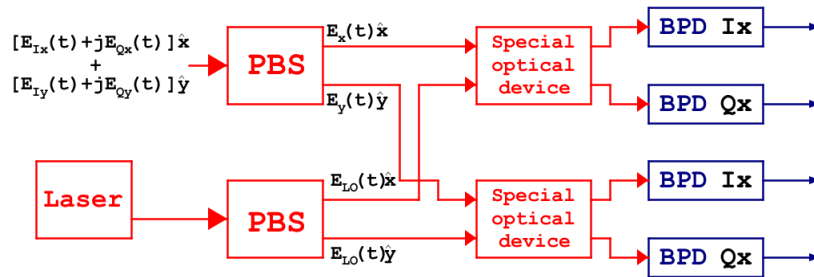 [E_Ix(t)+jE_Qx(t)]x̂
+
[E_Iy(t)+jE_Qy(t)]ŷ
PBS
E_x(t)x̂
E_y(t)ŷ
Special
optical
device
BPD Ix
BPD Qx
Laser
PBS
E_LO(t)x̂
E_LO(t)ŷ
Special
optical
device
BPD Ix
BPD Qx